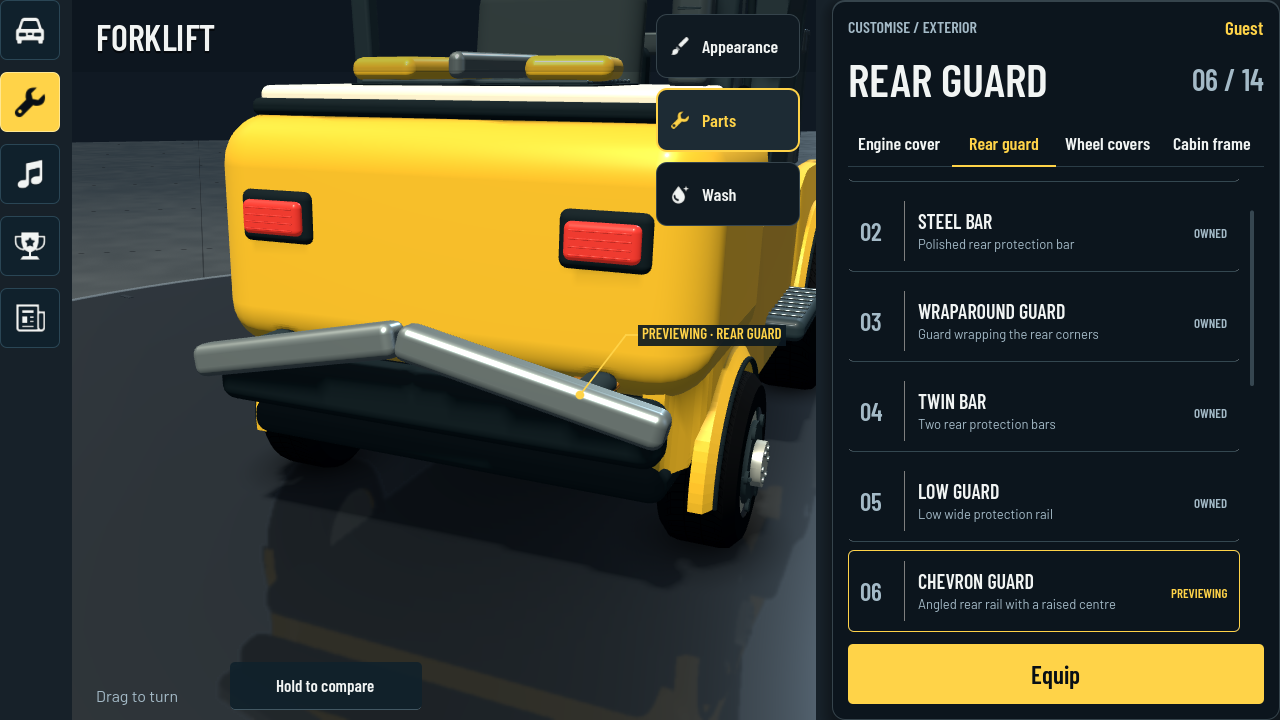 FORKLIFT
Appearance
Parts
Wash
PREVIEWING · REAR GUARD
Drag to turn
Hold to compare
CUSTOMISE / EXTERIOR
Guest
REAR GUARD
06 / 14
Engine cover
Rear guard
Wheel covers
Cabin frame
02
STEEL BAR
Polished rear protection bar
OWNED
03
WRAPAROUND GUARD
Guard wrapping the rear corners
OWNED
04
TWIN BAR
Two rear protection bars
OWNED
05
LOW GUARD
Low wide protection rail
OWNED
06
CHEVRON GUARD
Angled rear rail with a raised centre
PREVIEWING
Equip